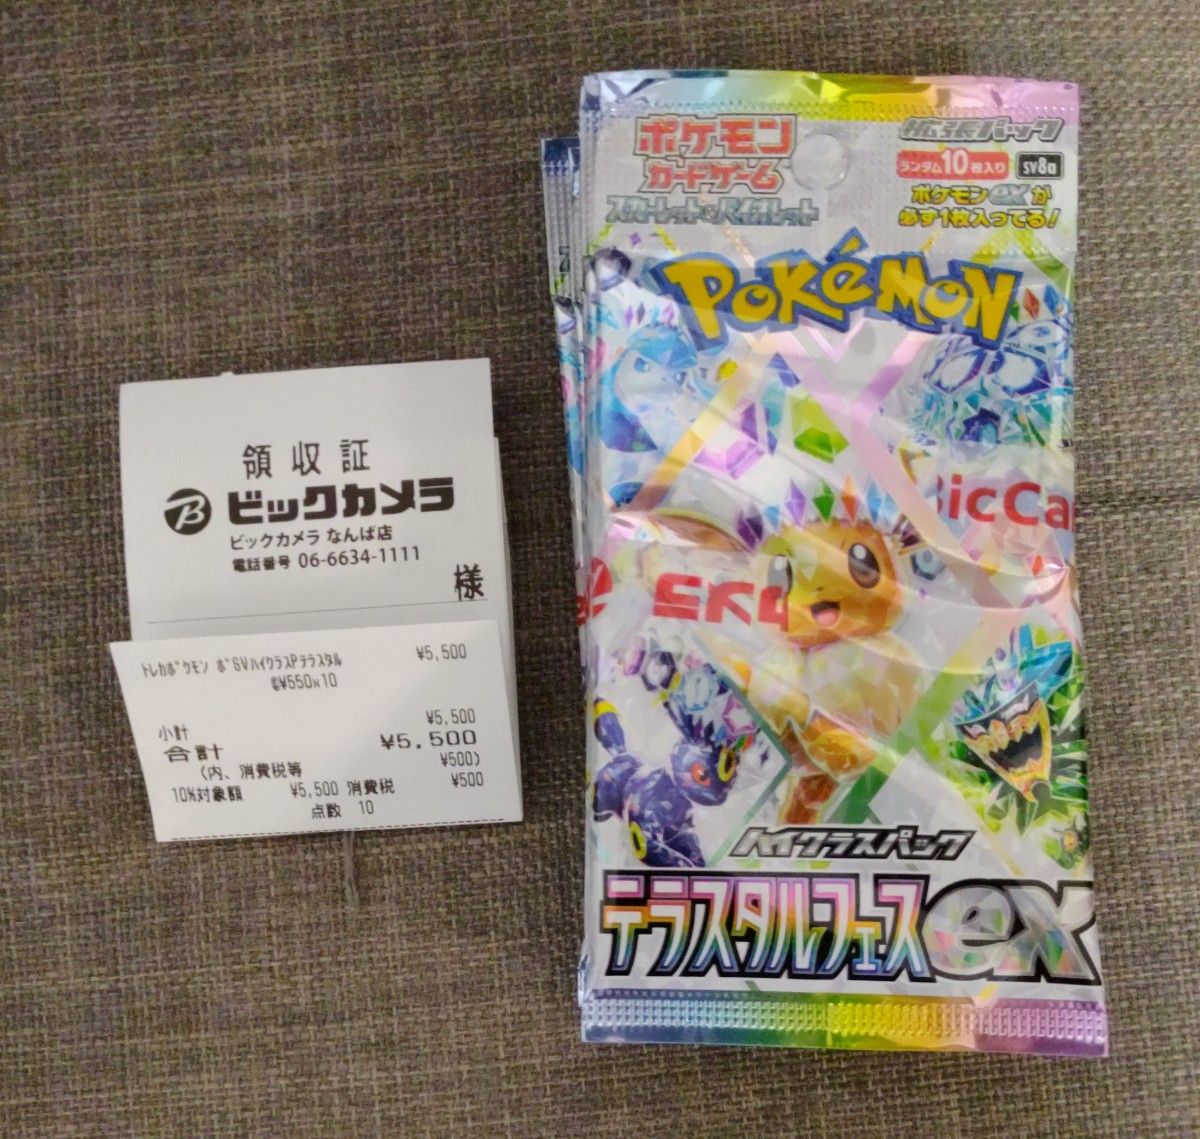 領収証
ビックカメラ
ビックカメラ なんば店
電話番号 06-6634-1111
様
ﾄﾚｶﾎﾟｹﾓﾝ ﾎﾟSVﾊｲｸﾗｽPﾃﾗｽﾀﾙ ¥5,500
@¥550×10
小計 ¥5,500
合計 ¥5,500
(内、消費税等 ¥500)
10%対象額 ¥5,500 消費税 ¥500
点数 10
ポケモン
カードゲーム
スカーレット&バイオレット
拡張パック
ランダム10枚入り sv8a
ポケモンexが
必ず1枚入ってる!
POKéMON
BicCa
ハイクラスパック
テラスタルフェスex